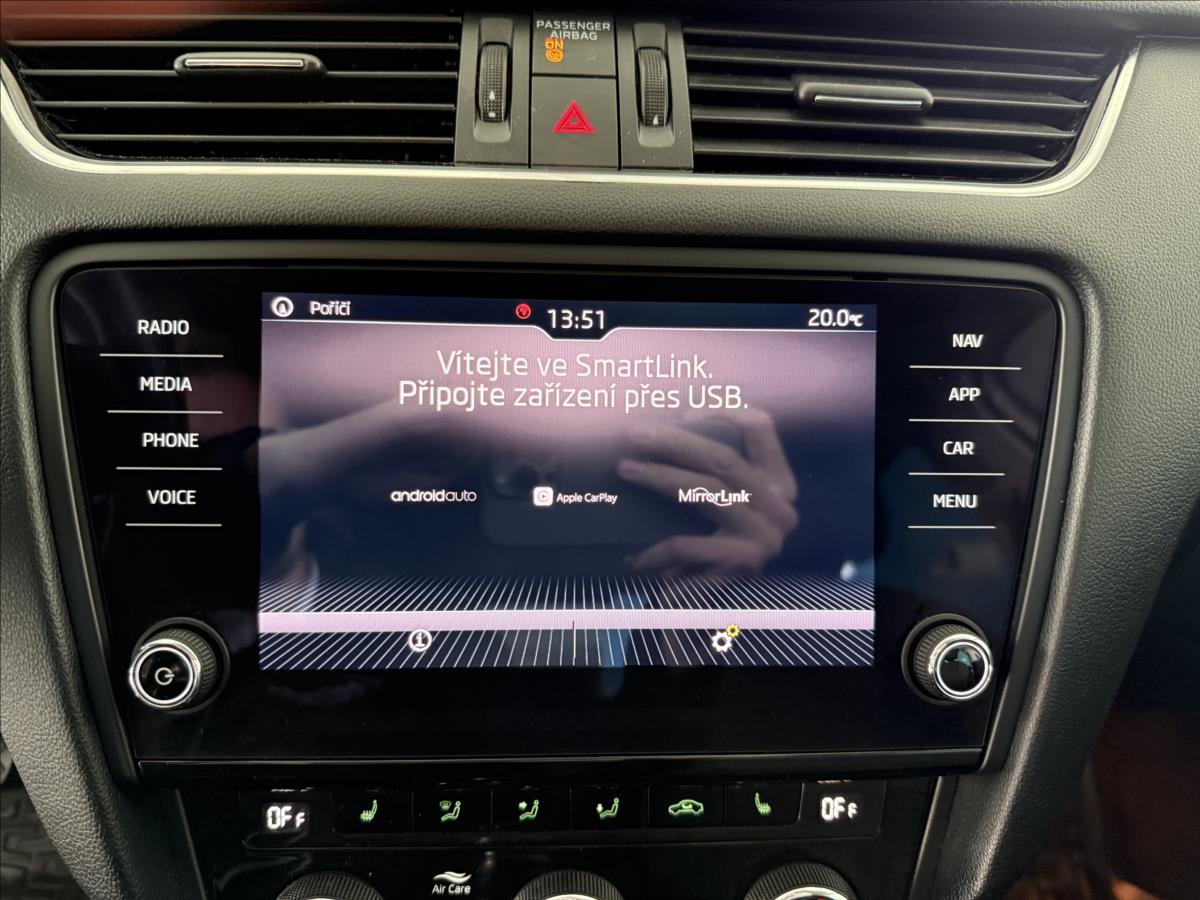 PASSENGER
AIRBAG
ON
Poříčí
13:51
20.0°C
RADIO
MEDIA
PHONE
VOICE
Vítejte ve SmartLink.
Připojte zařízení přes USB.
androidauto
Apple CarPlay
MirrorLink
NAV
APP
CAR
MENU
OFF
OFF
Air Care